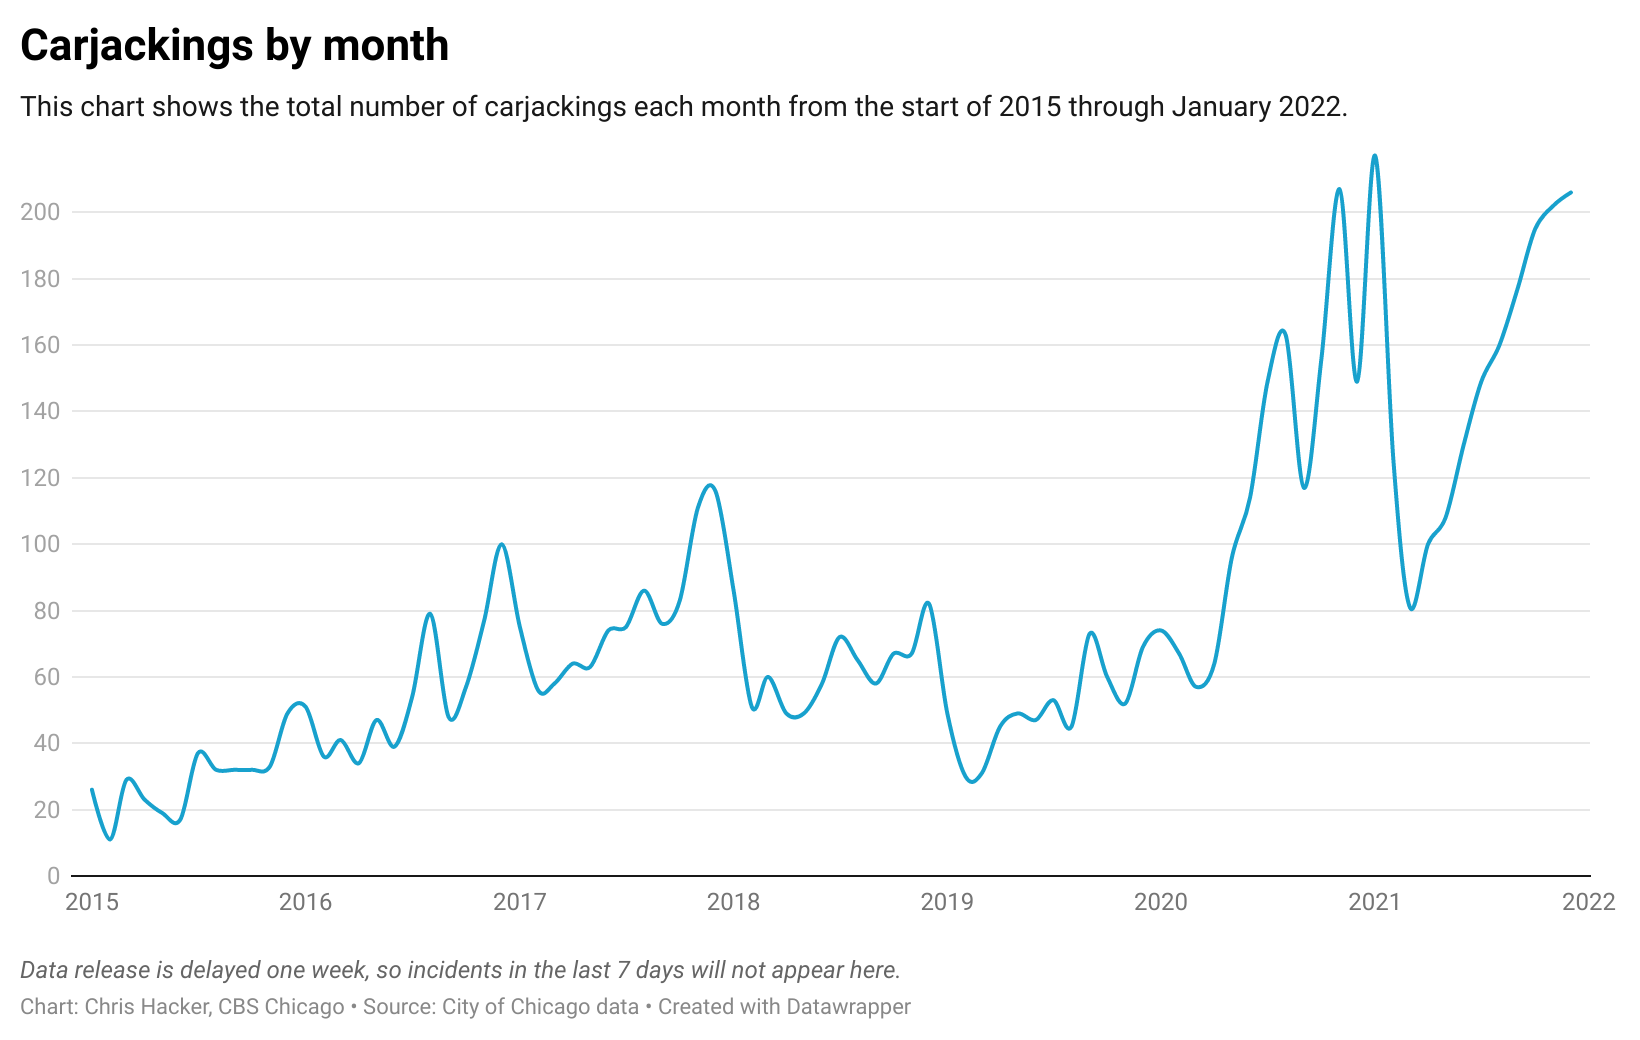 Carjackings by month
This chart shows the total number of carjackings each month from the start of 2015 through January 2022.
200
180
160
140
120
100
80
60
40
20
0
2015 2016 2017 2018 2019 2020 2021 2022
Data release is delayed one week, so incidents in the last 7 days will not appear here.
Chart: Chris Hacker, CBS Chicago • Source: City of Chicago data • Created with Datawrapper